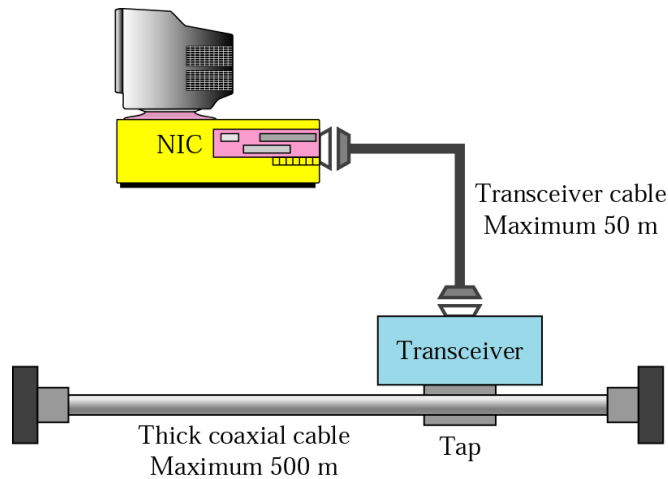 NIC
Transceiver cable
Maximum 50 m
Transceiver
Thick coaxial cable
Maximum 500 m
Tap